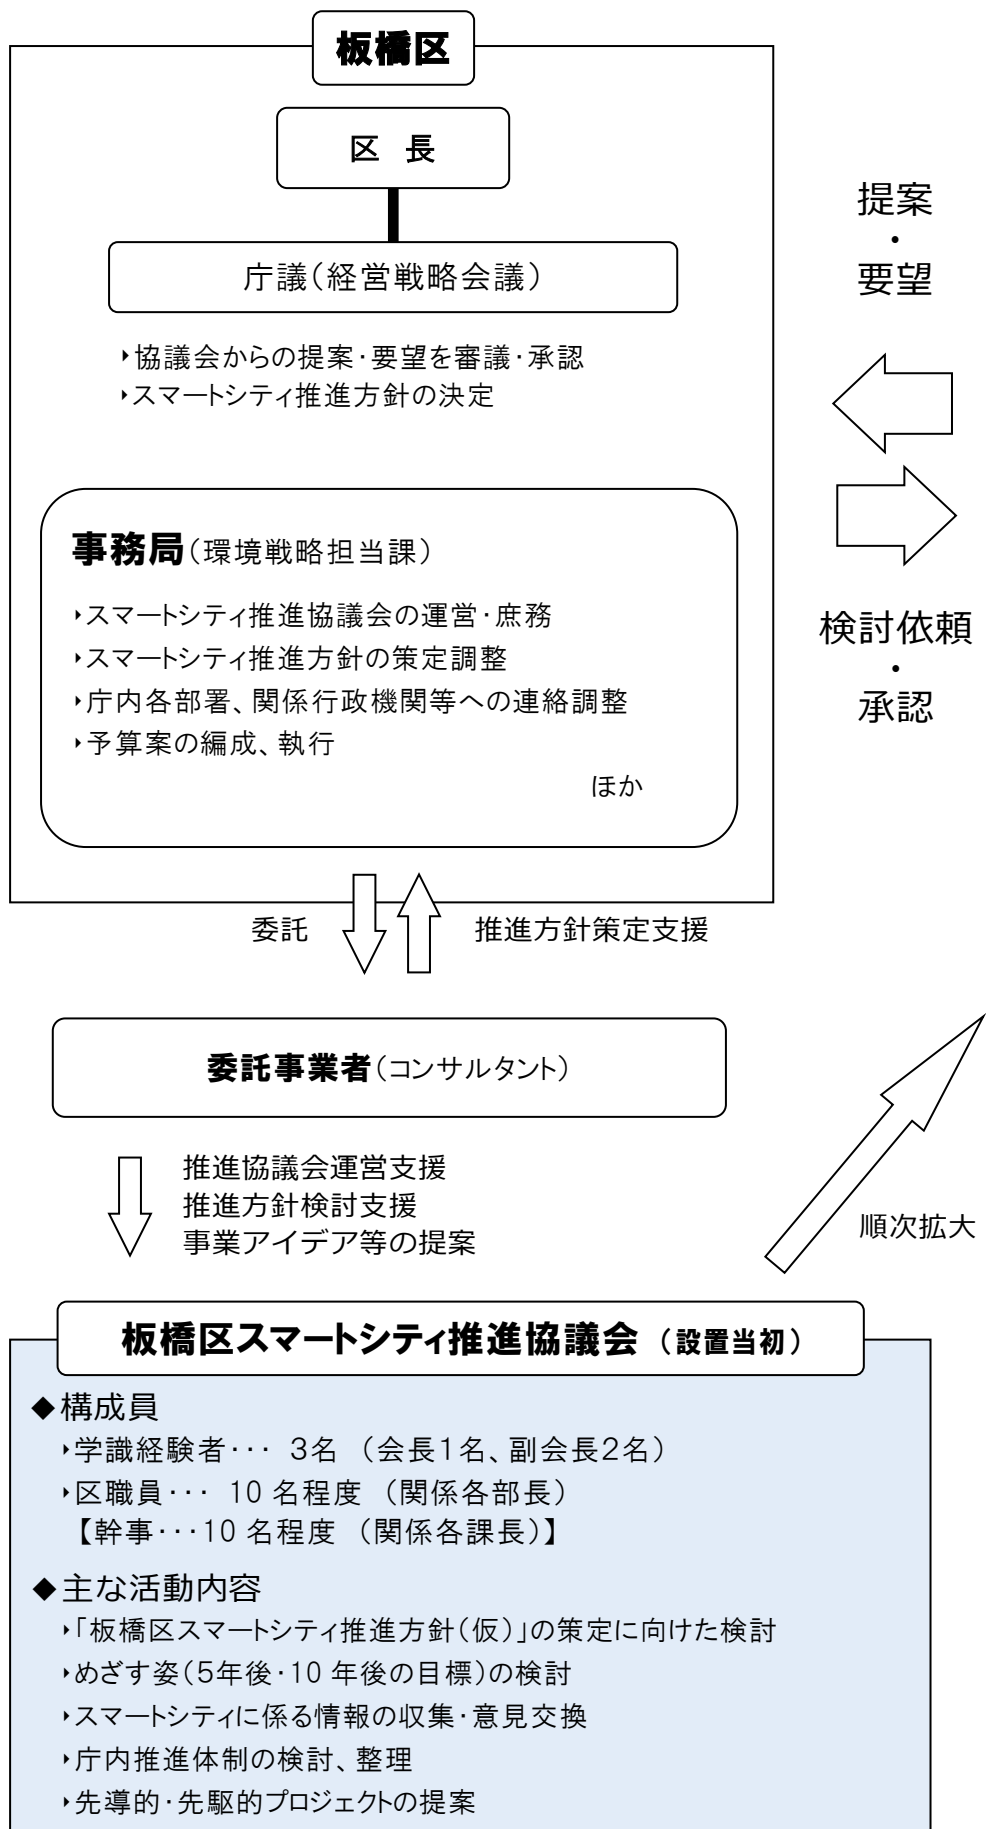 板橋区
区 長
庁議（経営戦略会議）
‣協議会からの提案・要望を審議・承認
‣スマートシティ推進方針の決定
提案
・
要望
検討依頼
・
承認
事務局（環境戦略担当課）
‣スマートシティ推進協議会の運営・庶務
‣スマートシティ推進方針の策定調整
‣庁内各部署、関係行政機関等への連絡調整
‣予算案の編成、執行
ほか
委託
推進方針策定支援
委託事業者（コンサルタント）
推進協議会運営支援
推進方針検討支援
事業アイデア等の提案
順次拡大
板橋区スマートシティ推進協議会 （設置当初）
◆構成員
‣学識経験者・・・ 3名 （会長1名、副会長2名）
‣区職員・・・ 10 名程度 （関係各部長）
【幹事・・・10 名程度 （関係各課長）】
◆主な活動内容
‣「板橋区スマートシティ推進方針（仮）」の策定に向けた検討
‣めざす姿（5年後・10 年後の目標）の検討
‣スマートシティに係る情報の収集・意見交換
‣庁内推進体制の検討、整理
‣先導的・先駆的プロジェクトの提案